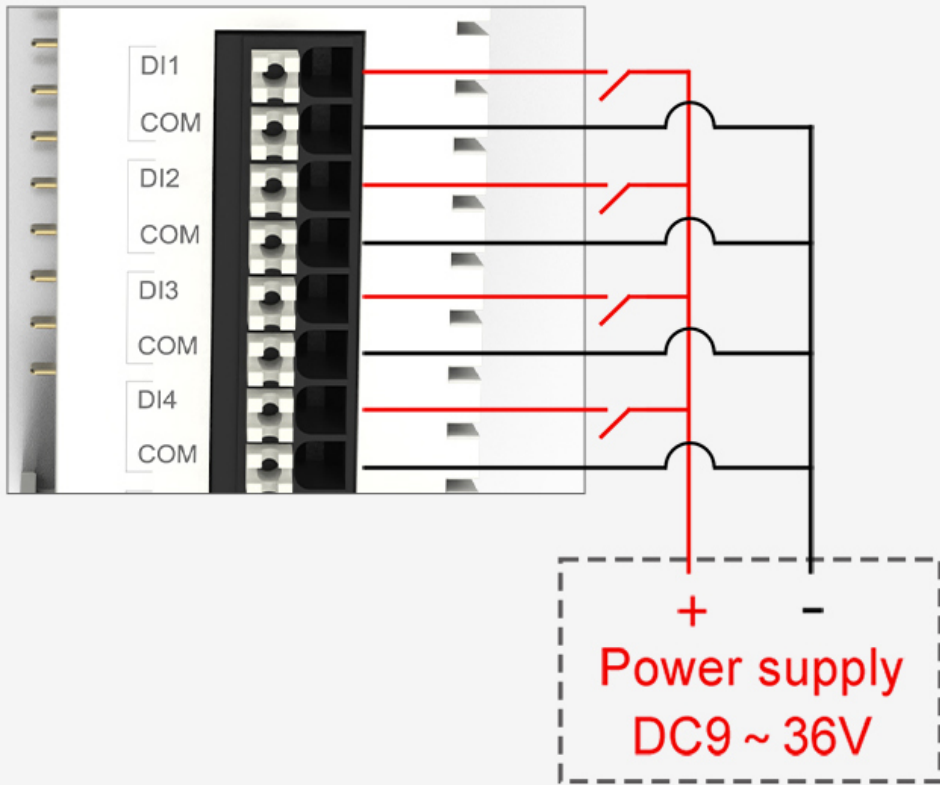 DI1
COM
DI2
COM
DI3
COM
DI4
COM
+ -
Power supply
DC9 ~ 36V